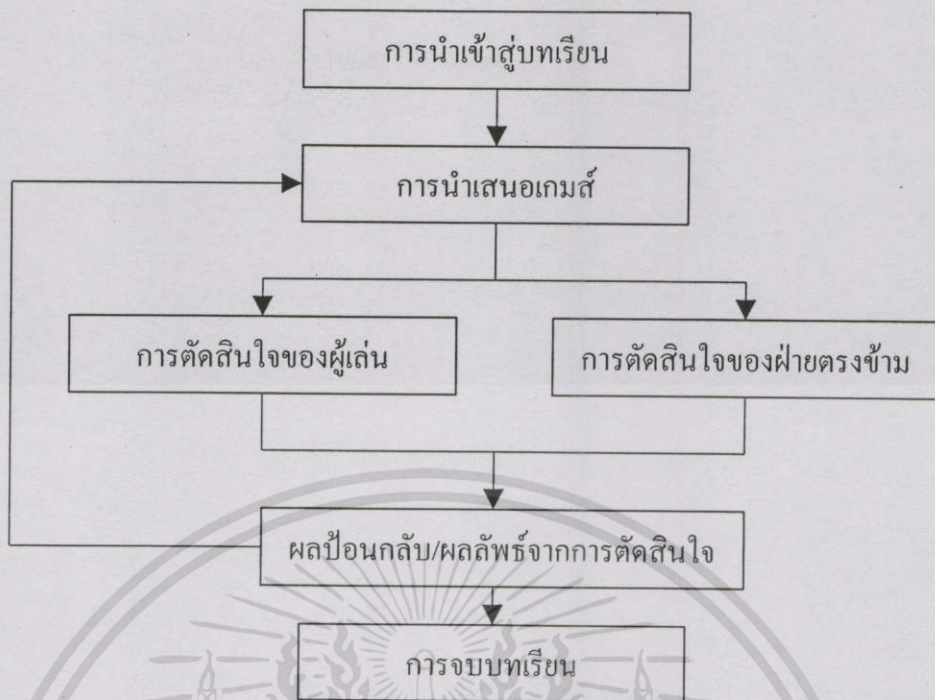 การนำเข้าสู่บทเรียน
การนำเสนอเกมส์
การตัดสินใจของผู้เล่น
การตัดสินใจของฝ่ายตรงข้าม
ผลป้อนกลับ/ผลลัพธ์จากการตัดสินใจ
การจบบทเรียน